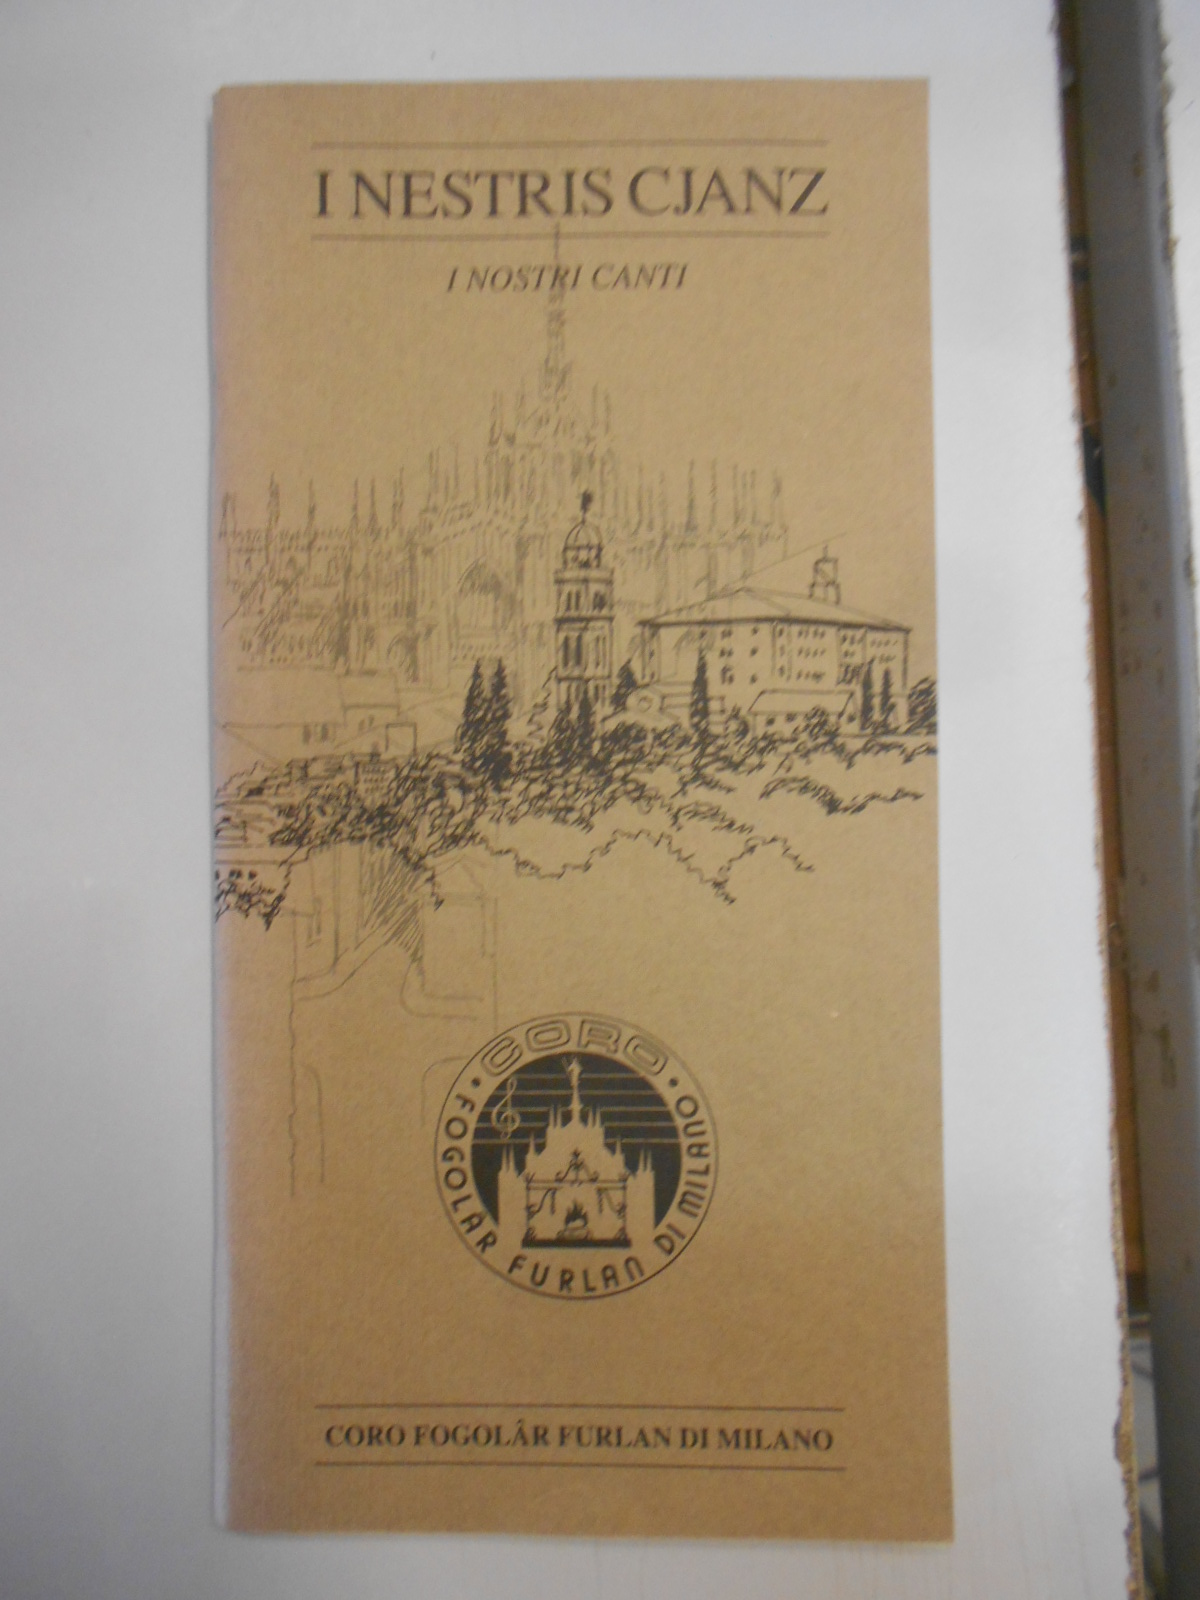 I NESTRIS CJANZ
I NOSTRI CANTI
CORO
• FOGOLÂR FURLAN DI MILANO •
CORO FOGOLÂR FURLAN DI MILANO